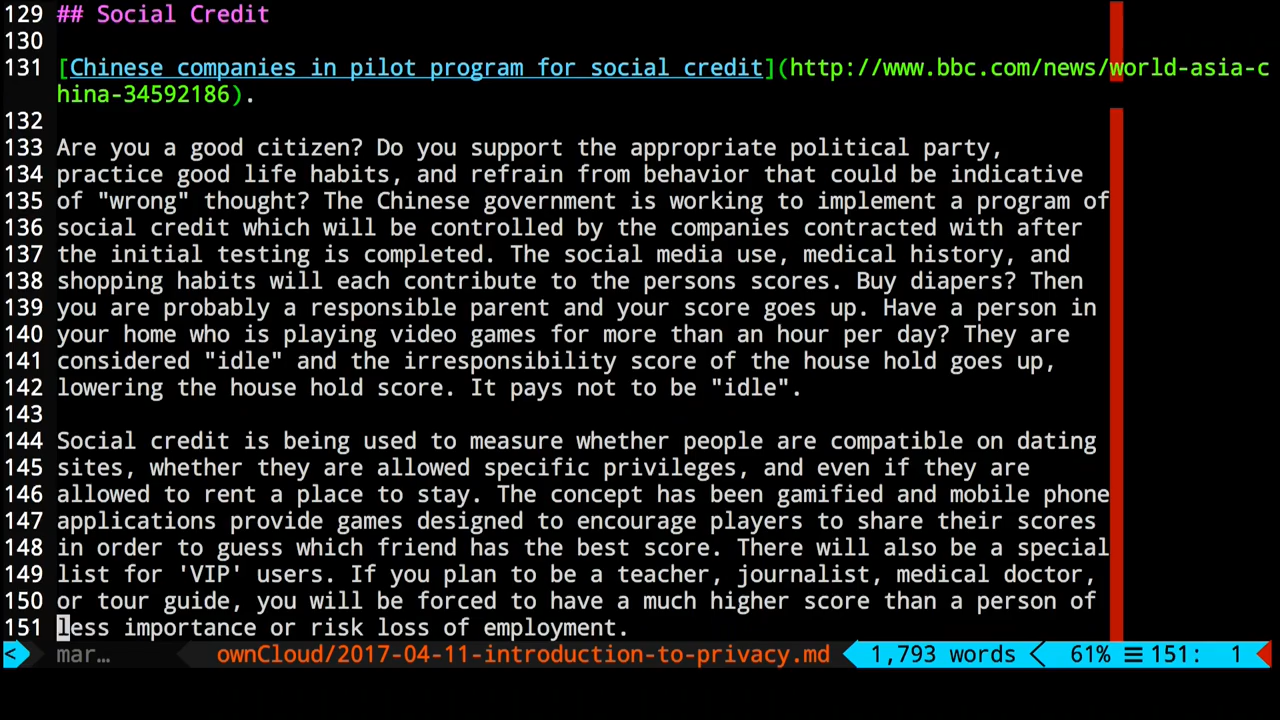 129 ## Social Credit
130
131 [Chinese companies in pilot program for social credit](http://www.bbc.com/news/world-asia-c
hina-34592186).
132
133 Are you a good citizen? Do you support the appropriate political party,
134 practice good life habits, and refrain from behavior that could be indicative
135 of "wrong" thought? The Chinese government is working to implement a program of
136 social credit which will be controlled by the companies contracted with after
137 the initial testing is completed. The social media use, medical history, and
138 shopping habits will each contribute to the persons scores. Buy diapers? Then
139 you are probably a responsible parent and your score goes up. Have a person in
140 your home who is playing video games for more than an hour per day? They are
141 considered "idle" and the irresponsibility score of the house hold goes up,
142 lowering the house hold score. It pays not to be "idle".
143
144 Social credit is being used to measure whether people are compatible on dating
145 sites, whether they are allowed specific privileges, and even if they are
146 allowed to rent a place to stay. The concept has been gamified and mobile phone
147 applications provide games designed to encourage players to share their scores
148 in order to guess which friend has the best score. There will also be a special
149 list for 'VIP' users. If you plan to be a teacher, journalist, medical doctor,
150 or tour guide, you will be forced to have a much higher score than a person of
151 less importance or risk loss of employment.
< mar… ownCloud/2017-04-11-introduction-to-privacy.md 1,793 words < 61% ☰ 151: 1